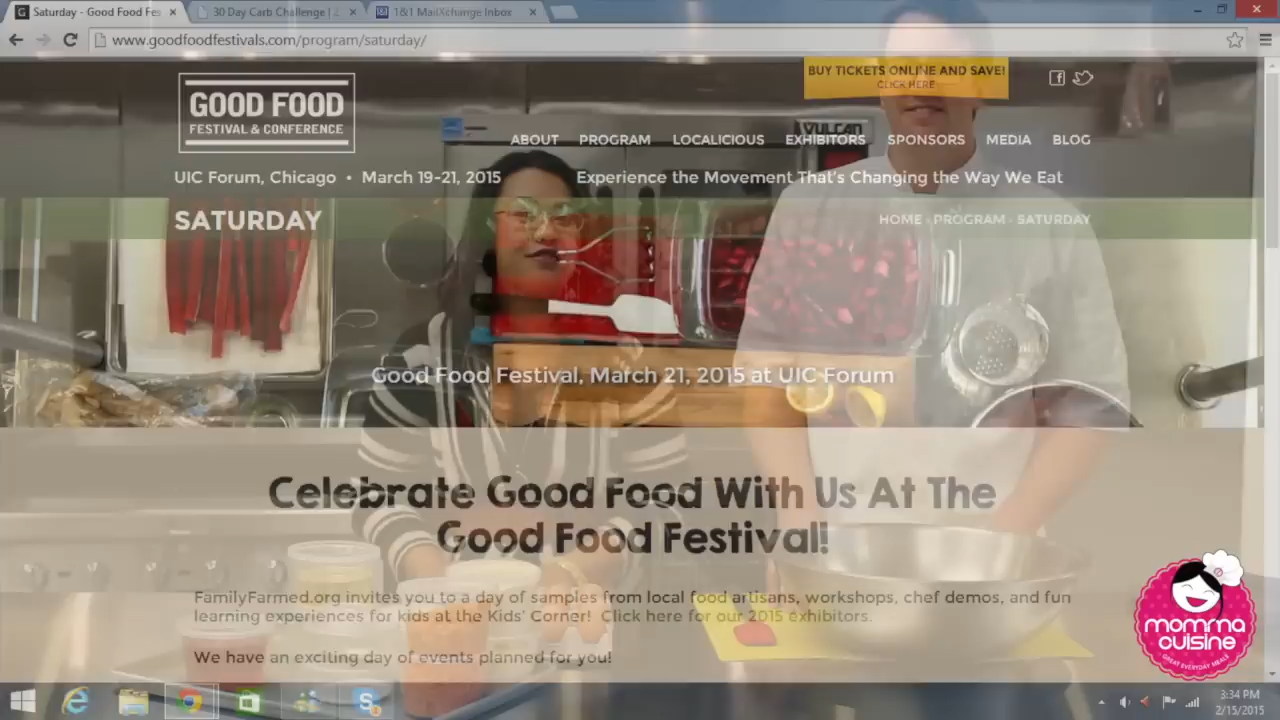 Saturday - Good Food Fes
30 Day Carb Challenge |
1&1 MailXchange Inbox
www.goodfoodfestivals.com/program/saturday/
BUY TICKETS ONLINE AND SAVE!
CLICK HERE
GOOD FOOD
FESTIVAL & CONFERENCE
VULCAN
ABOUT PROGRAM LOCALICIOUS EXHIBITORS SPONSORS MEDIA BLOG
UIC Forum, Chicago • March 19-21, 2015 Experience the Movement That's Changing the Way We Eat
SATURDAY
HOME · PROGRAM · SATURDAY
Good Food Festival, March 21, 2015 at UIC Forum
Celebrate Good Food With Us At The
Good Food Festival!
FamilyFarmed.org invites you to a day of samples from local food artisans, workshops, chef demos, and fun
learning experiences for kids at the Kids' Corner! Click here for our 2015 exhibitors.
We have an exciting day of events planned for you!
momma
cuisine
GREAT EVERYDAY MEALS
3:34 PM
2/15/2015